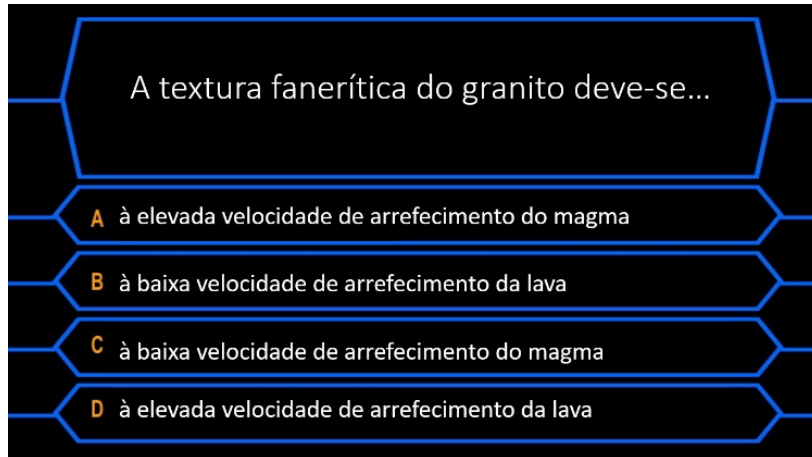 A textura fanerítica do granito deve-se...
A à elevada velocidade de arrefecimento do magma
B à baixa velocidade de arrefecimento da lava
C à baixa velocidade de arrefecimento do magma
D à elevada velocidade de arrefecimento da lava